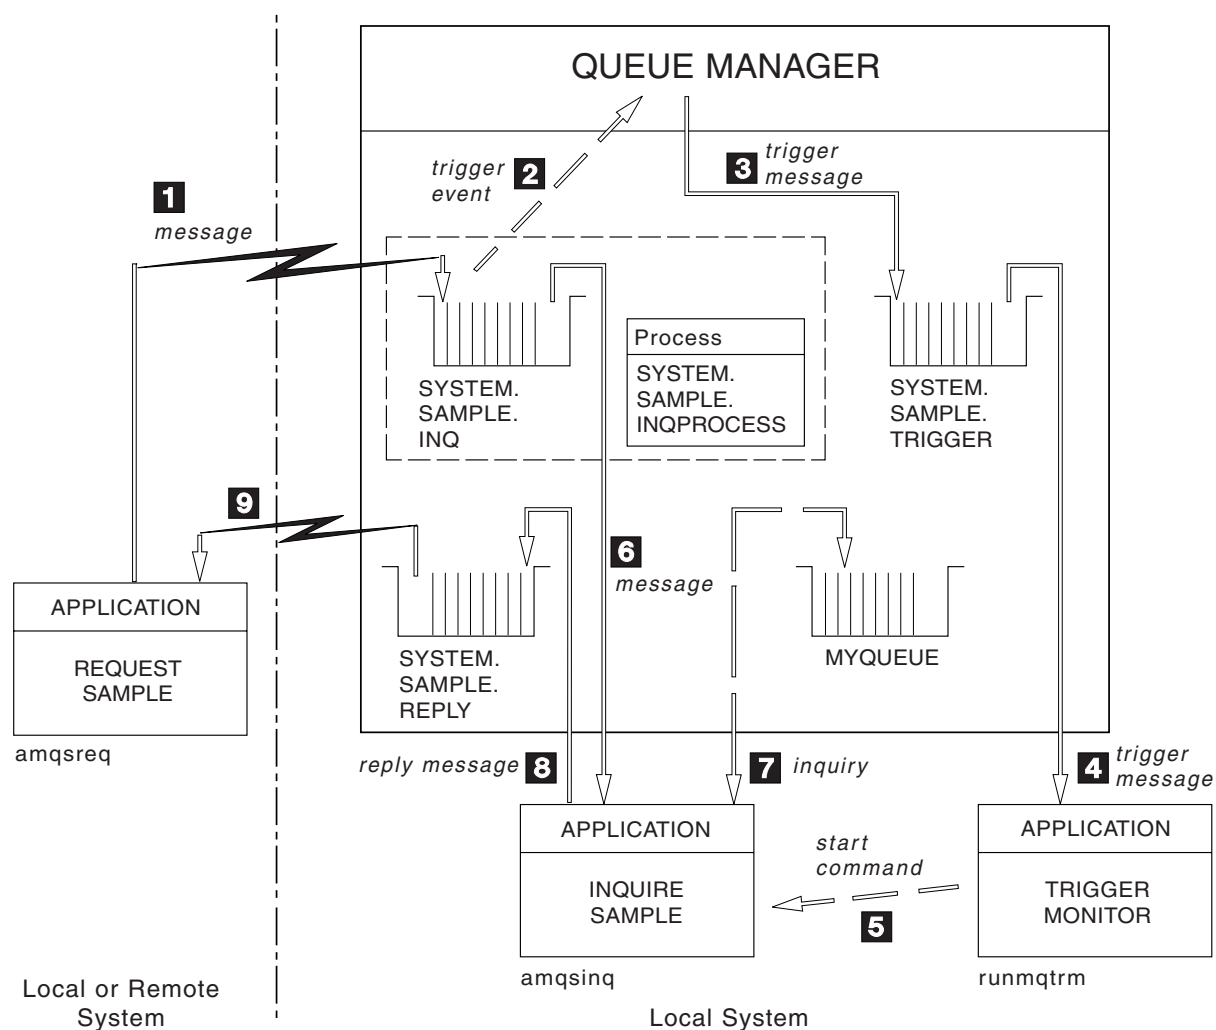 QUEUE MANAGER
trigger
event
2
3
trigger
message
1
message
Process
SYSTEM.
SAMPLE.
INQPROCESS
SYSTEM.
SAMPLE.
INQ
SYSTEM.
SAMPLE.
TRIGGER
9
6
message
APPLICATION
REQUEST
SAMPLE
amqsreq
SYSTEM.
SAMPLE.
REPLY
MYQUEUE
reply message
8
7
inquiry
4
trigger
message
APPLICATION
INQUIRE
SAMPLE
amqsinq
start
command
5
APPLICATION
TRIGGER
MONITOR
runmqtrm
Local or Remote
System
Local System